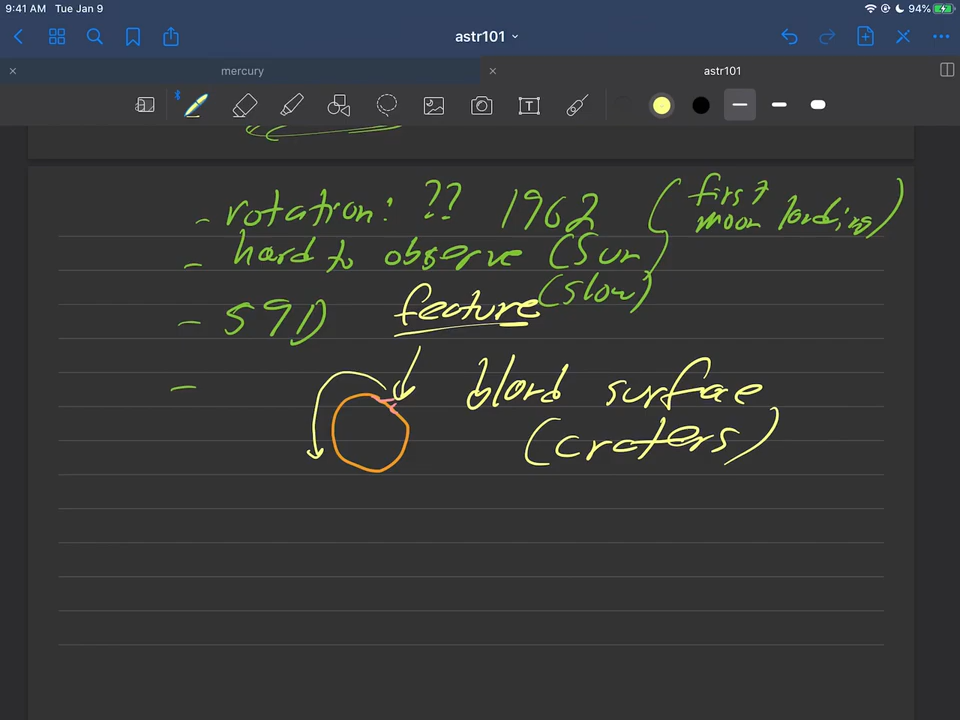 9:41 AM Tue Jan 9
94%
astr101
mercury
astr101
T
- rotation: ?? 1962 (first moon landing)
- hard to observe (Sun)
(slow)
- 59D feature
-
surface
(craters)